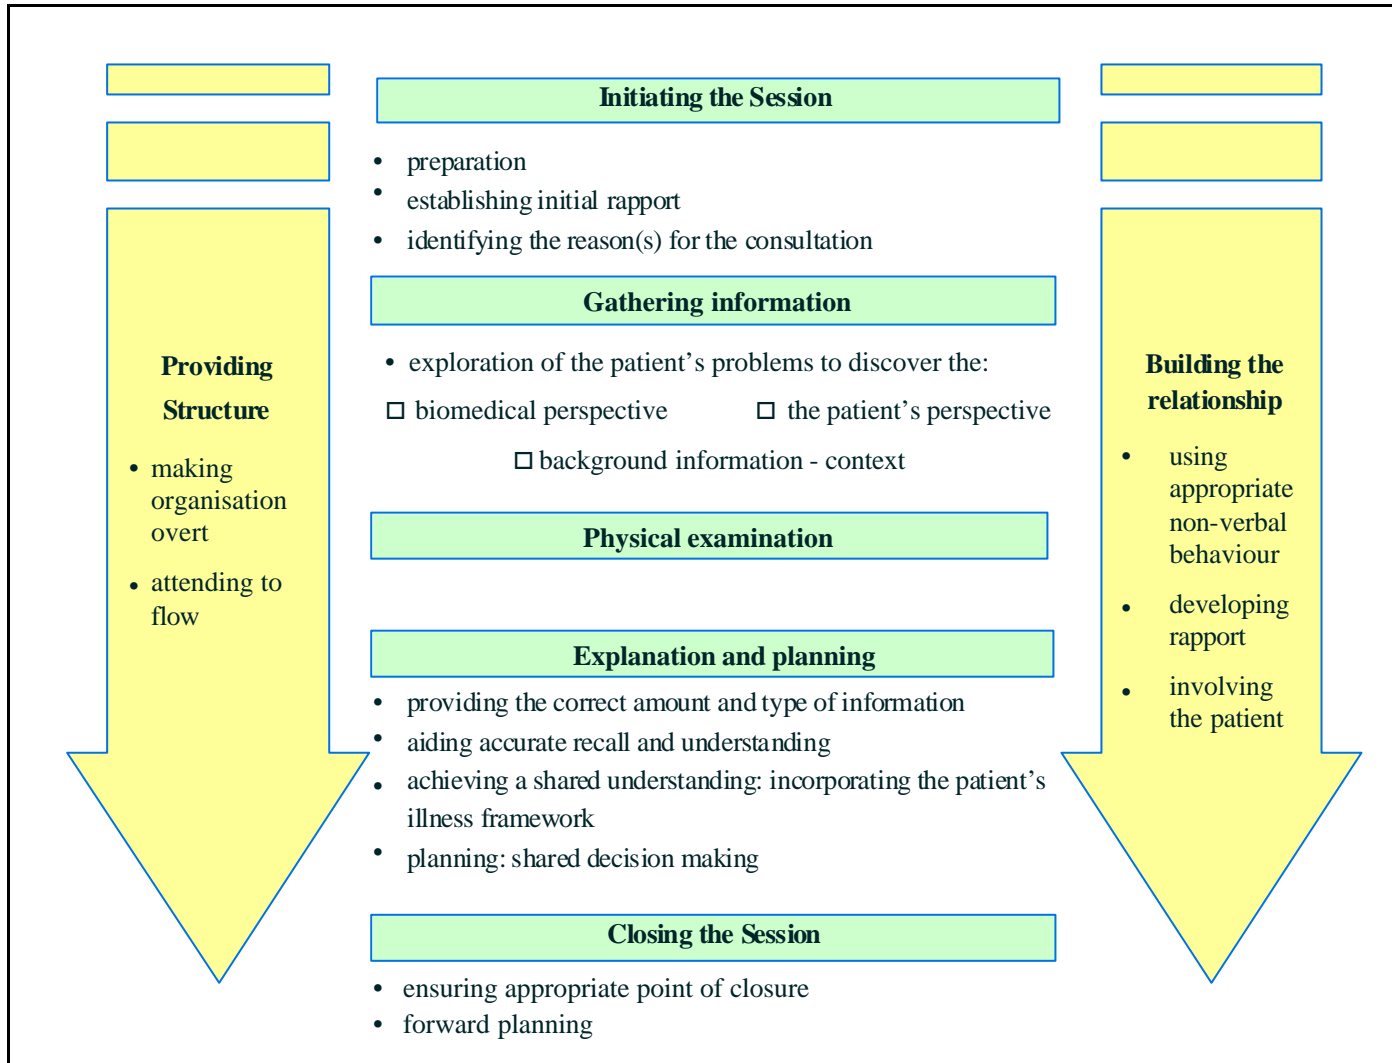 Initiating the Session
• preparation
• establishing initial rapport
• identifying the reason(s) for the consultation
Gathering information
• exploration of the patient's problems to discover the:
□ biomedical perspective □ the patient's perspective
□ background information - context
Physical examination
Explanation and planning
• providing the correct amount and type of information
• aiding accurate recall and understanding
• achieving a shared understanding: incorporating the patient's
illness framework
• planning: shared decision making
Closing the Session
• ensuring appropriate point of closure
• forward planning
Providing
Structure
• making
organisation
overt
• attending to
flow
Building the
relationship
• using
appropriate
non-verbal
behaviour
• developing
rapport
• involving
the patient